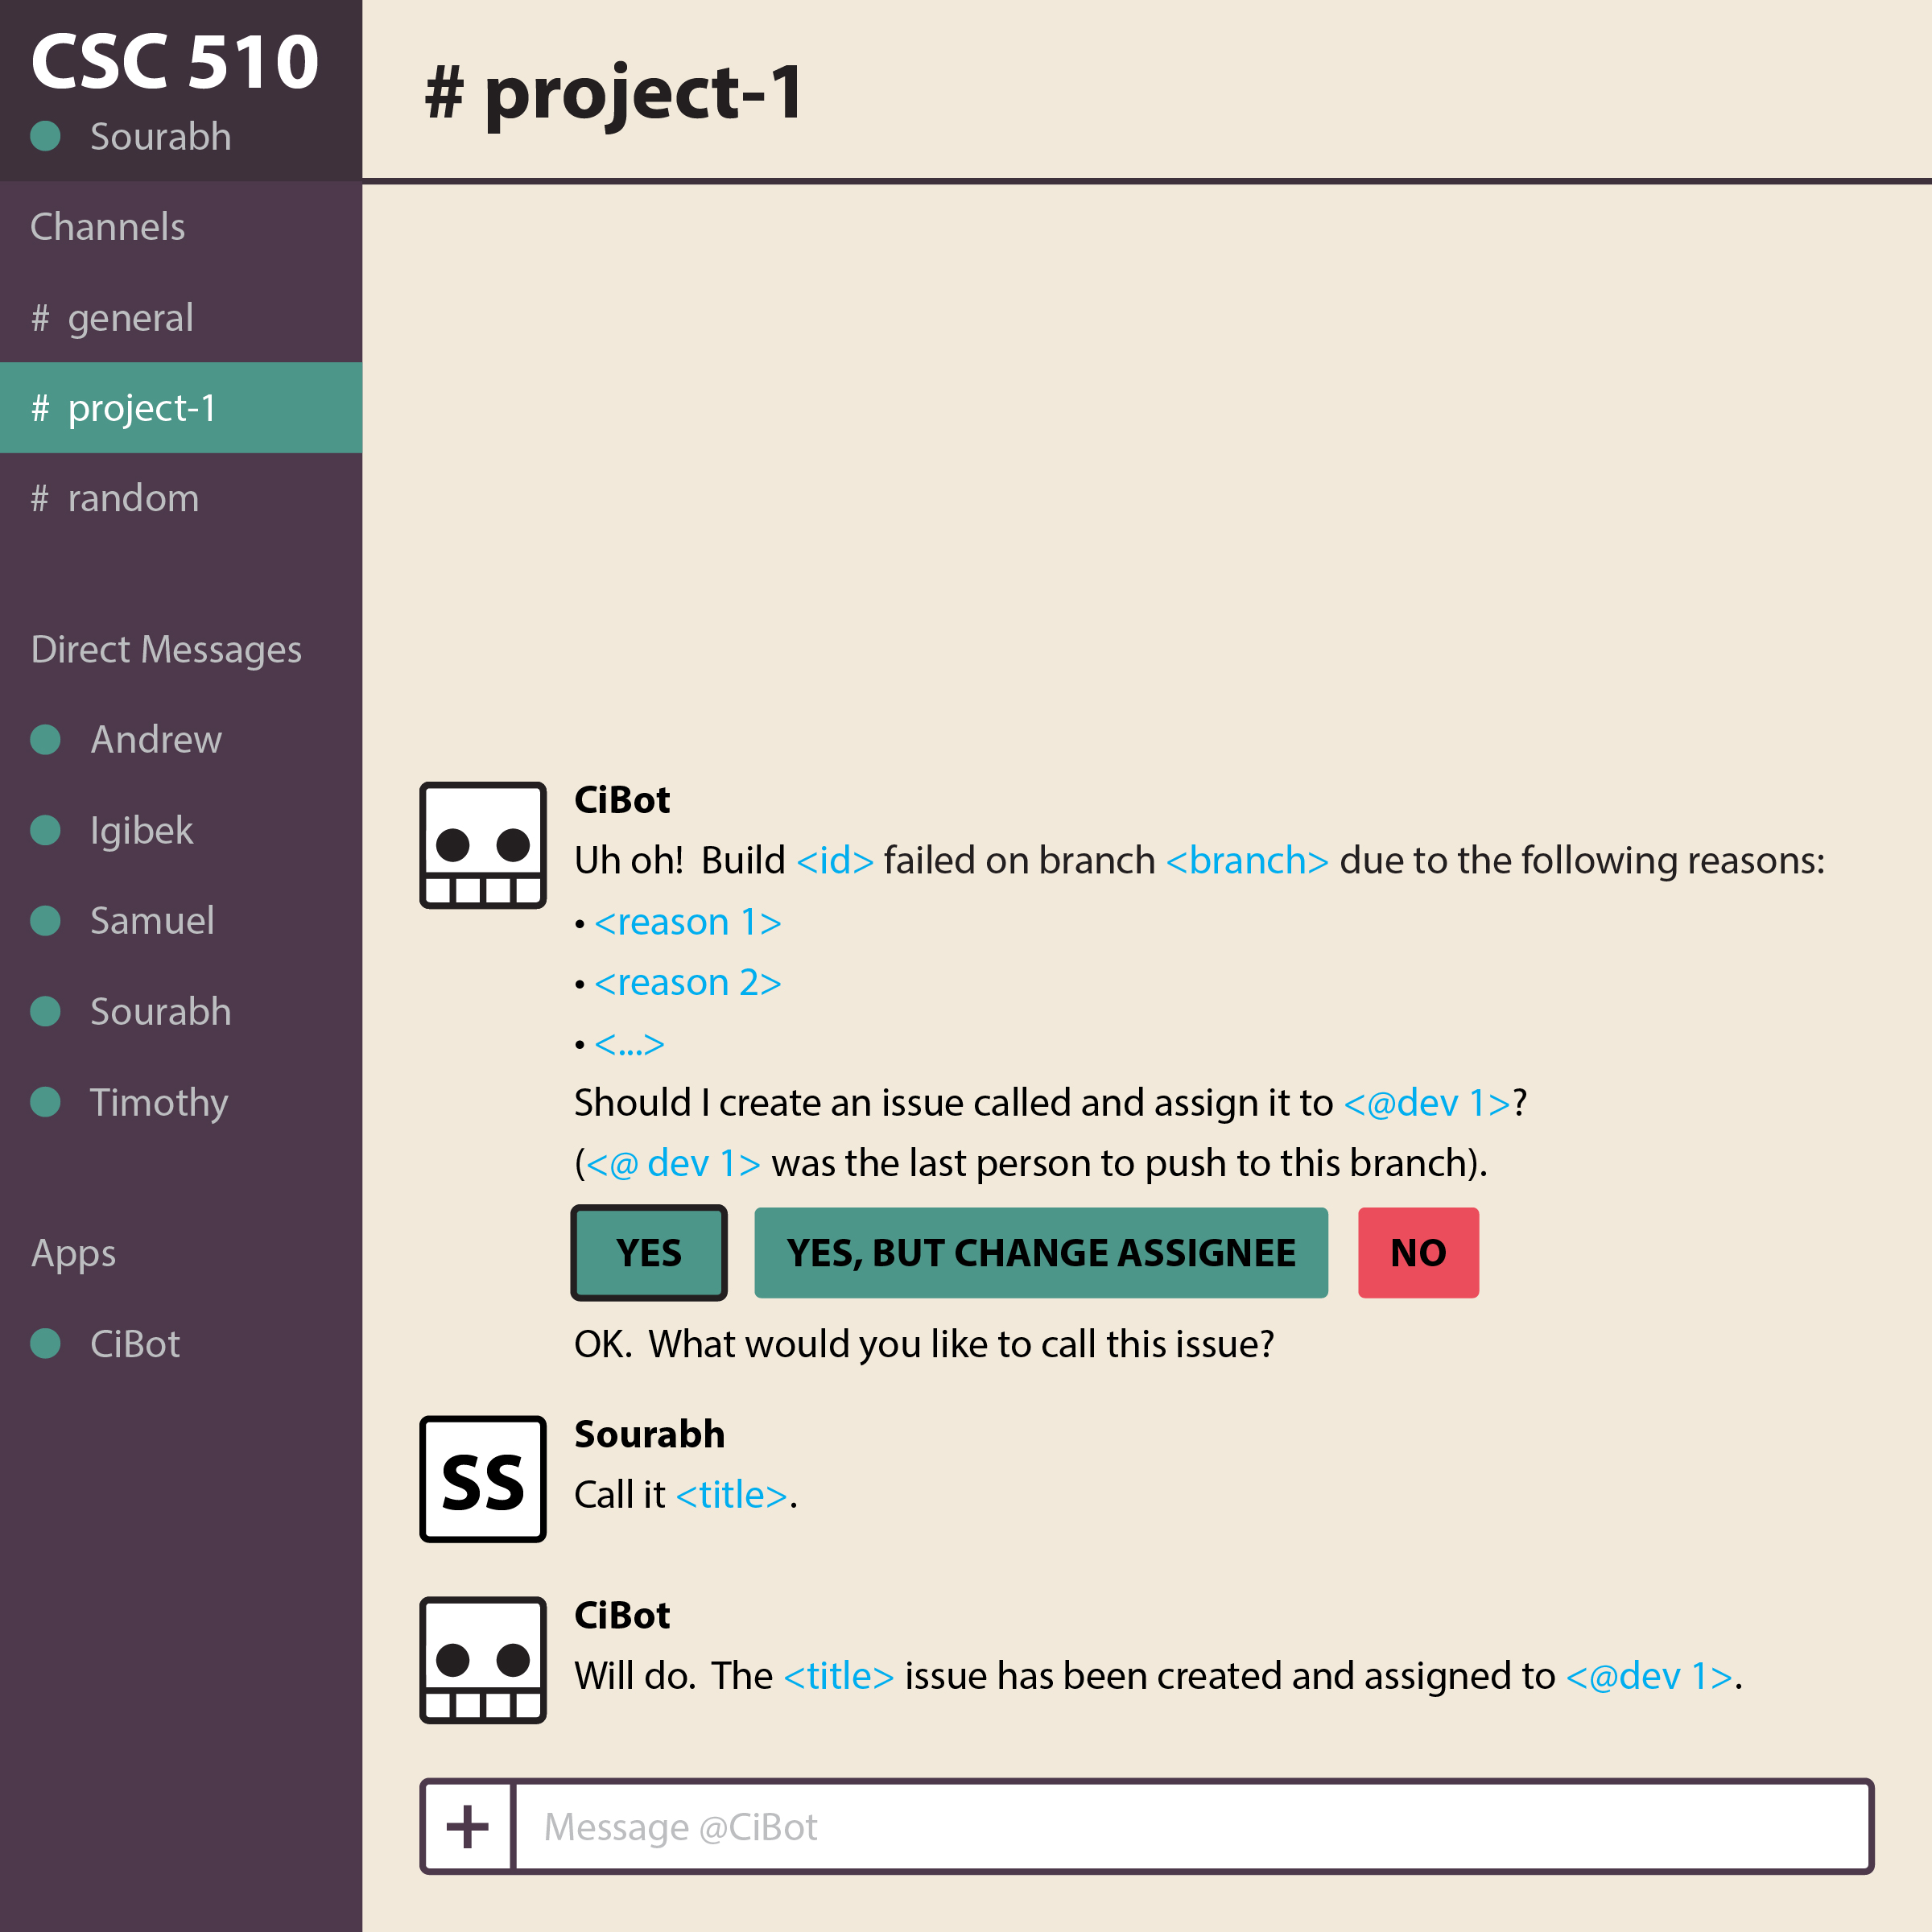 CSC 510
Sourabh
Channels
# general
# project-1
# random
Direct Messages
Andrew
Igibek
Samuel
Sourabh
Timothy
Apps
CiBot
# project-1
CiBot
Uh oh!  Build <id> failed on branch <branch> due to the following reasons:
• <reason 1>
• <reason 2>
• <...>
Should I create an issue called and assign it to <@dev 1>?
(<@ dev 1> was the last person to push to this branch).
YES
YES, BUT CHANGE ASSIGNEE
NO
OK.  What would you like to call this issue?
SS
Sourabh
Call it <title>.
CiBot
Will do.  The <title> issue has been created and assigned to <@dev 1>.
+
Message @CiBot